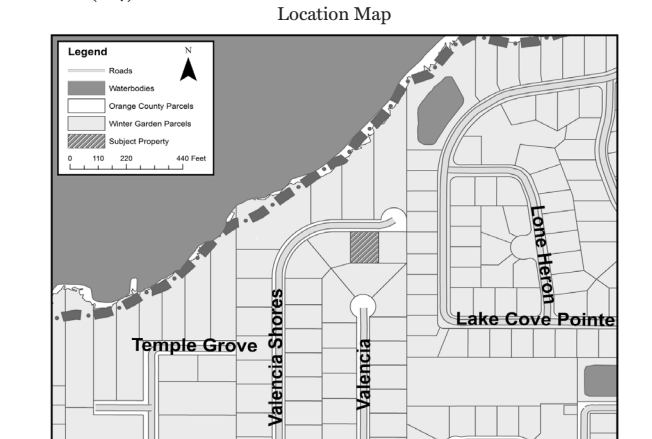 Location Map
Legend
N
Roads
Waterbodies
Orange County Parcels
Winter Garden Parcels
Subject Property
0 110 220 440 Feet
Lone Heron
Lake Cove Pointe
Temple Grove
Valencia Shores
Valencia